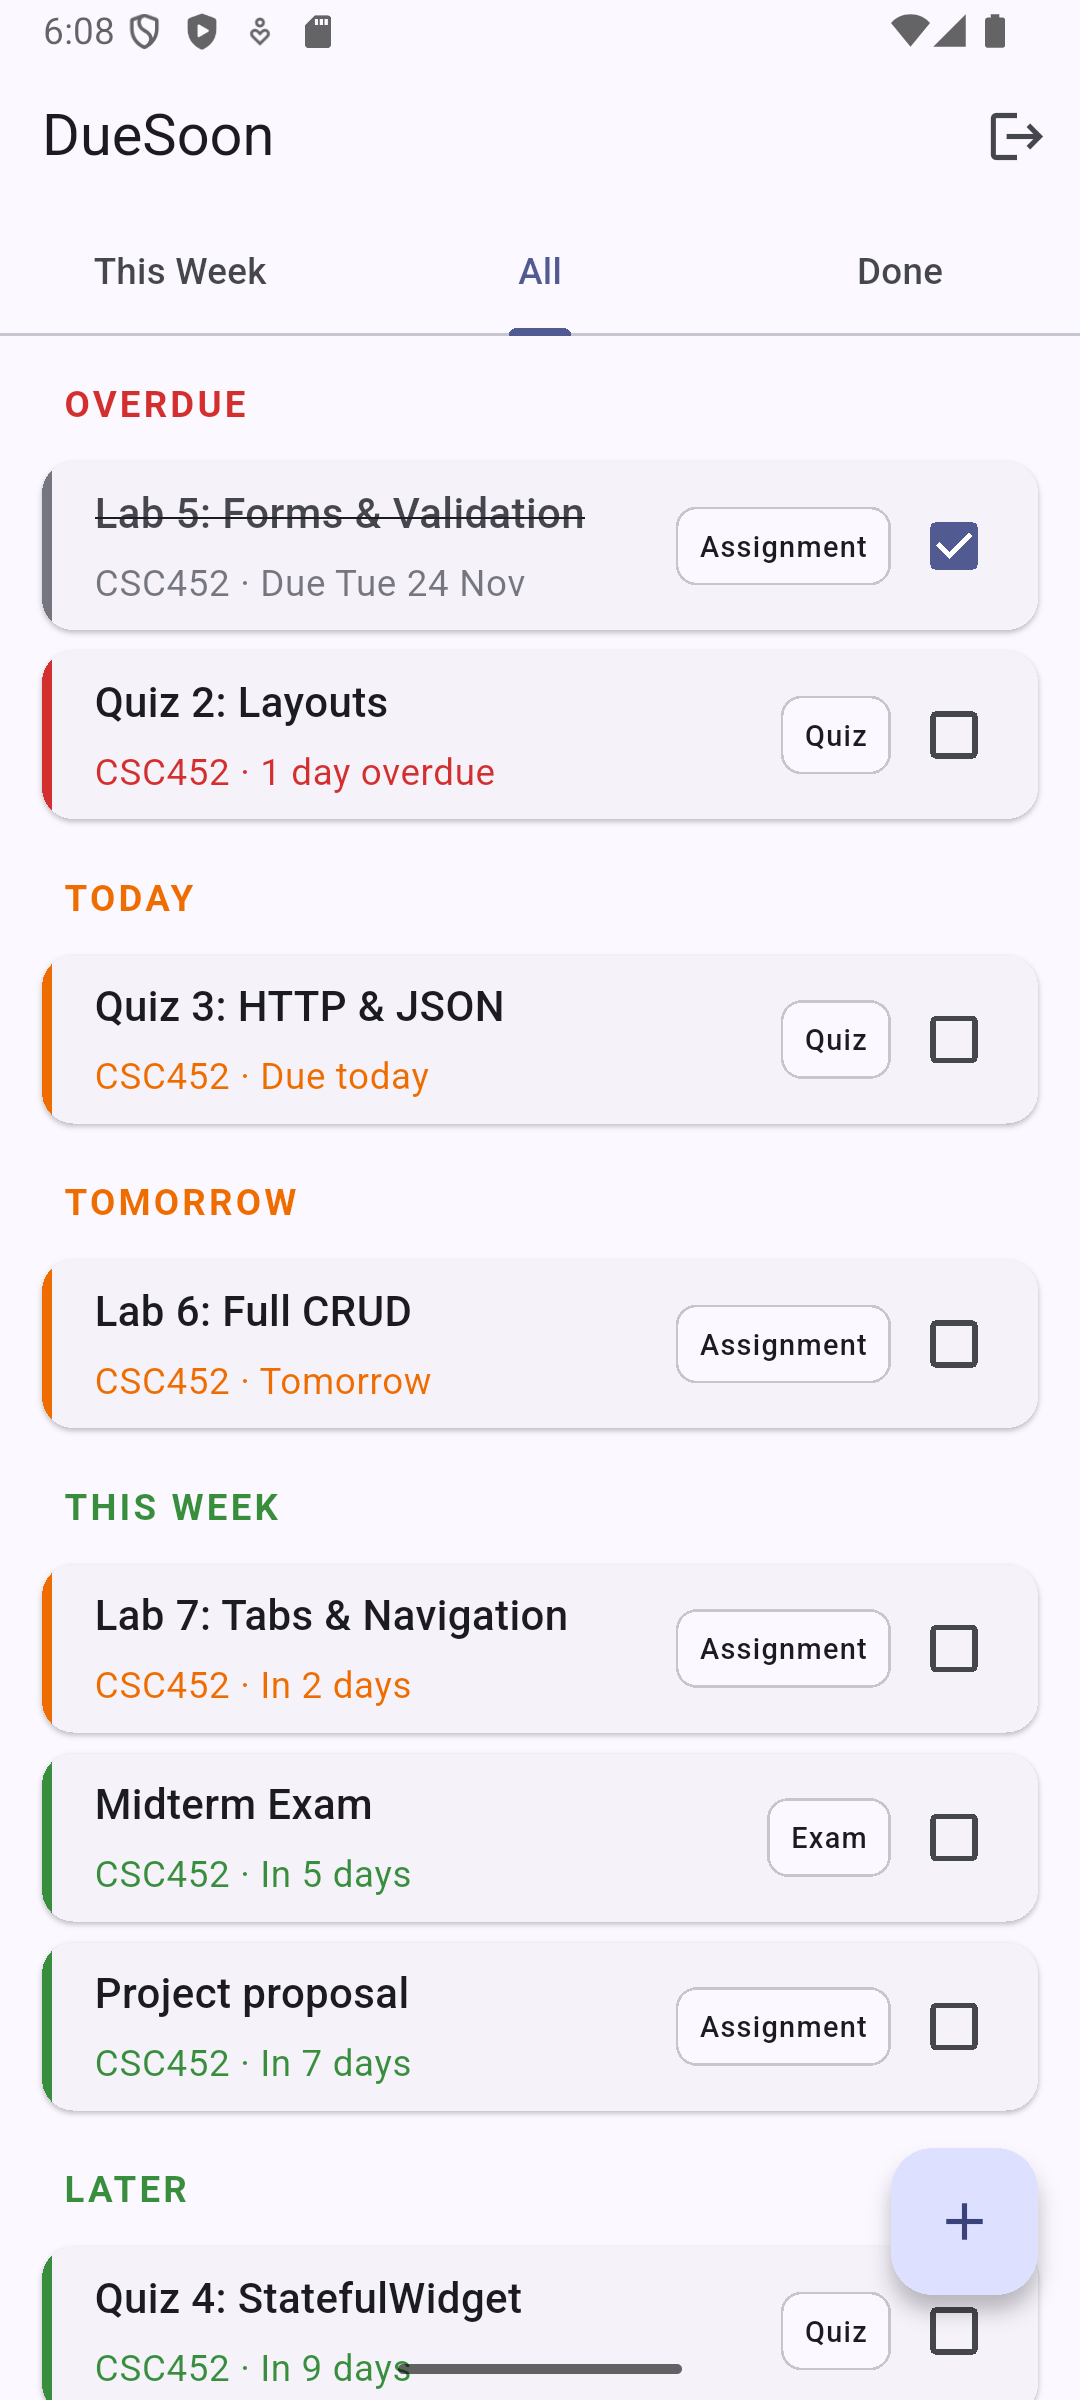 6:08
DueSoon
This Week
All
Done
OVERDUE
Lab 5: Forms & Validation
CSC452 · Due Tue 24 Nov
Assignment
Quiz 2: Layouts
CSC452 · 1 day overdue
Quiz
TODAY
Quiz 3: HTTP & JSON
CSC452 · Due today
Quiz
TOMORROW
Lab 6: Full CRUD
CSC452 · Tomorrow
Assignment
THIS WEEK
Lab 7: Tabs & Navigation
CSC452 · In 2 days
Assignment
Midterm Exam
CSC452 · In 5 days
Exam
Project proposal
CSC452 · In 7 days
Assignment
LATER
Quiz 4: StatefulWidget
CSC452 · In 9 days
Quiz